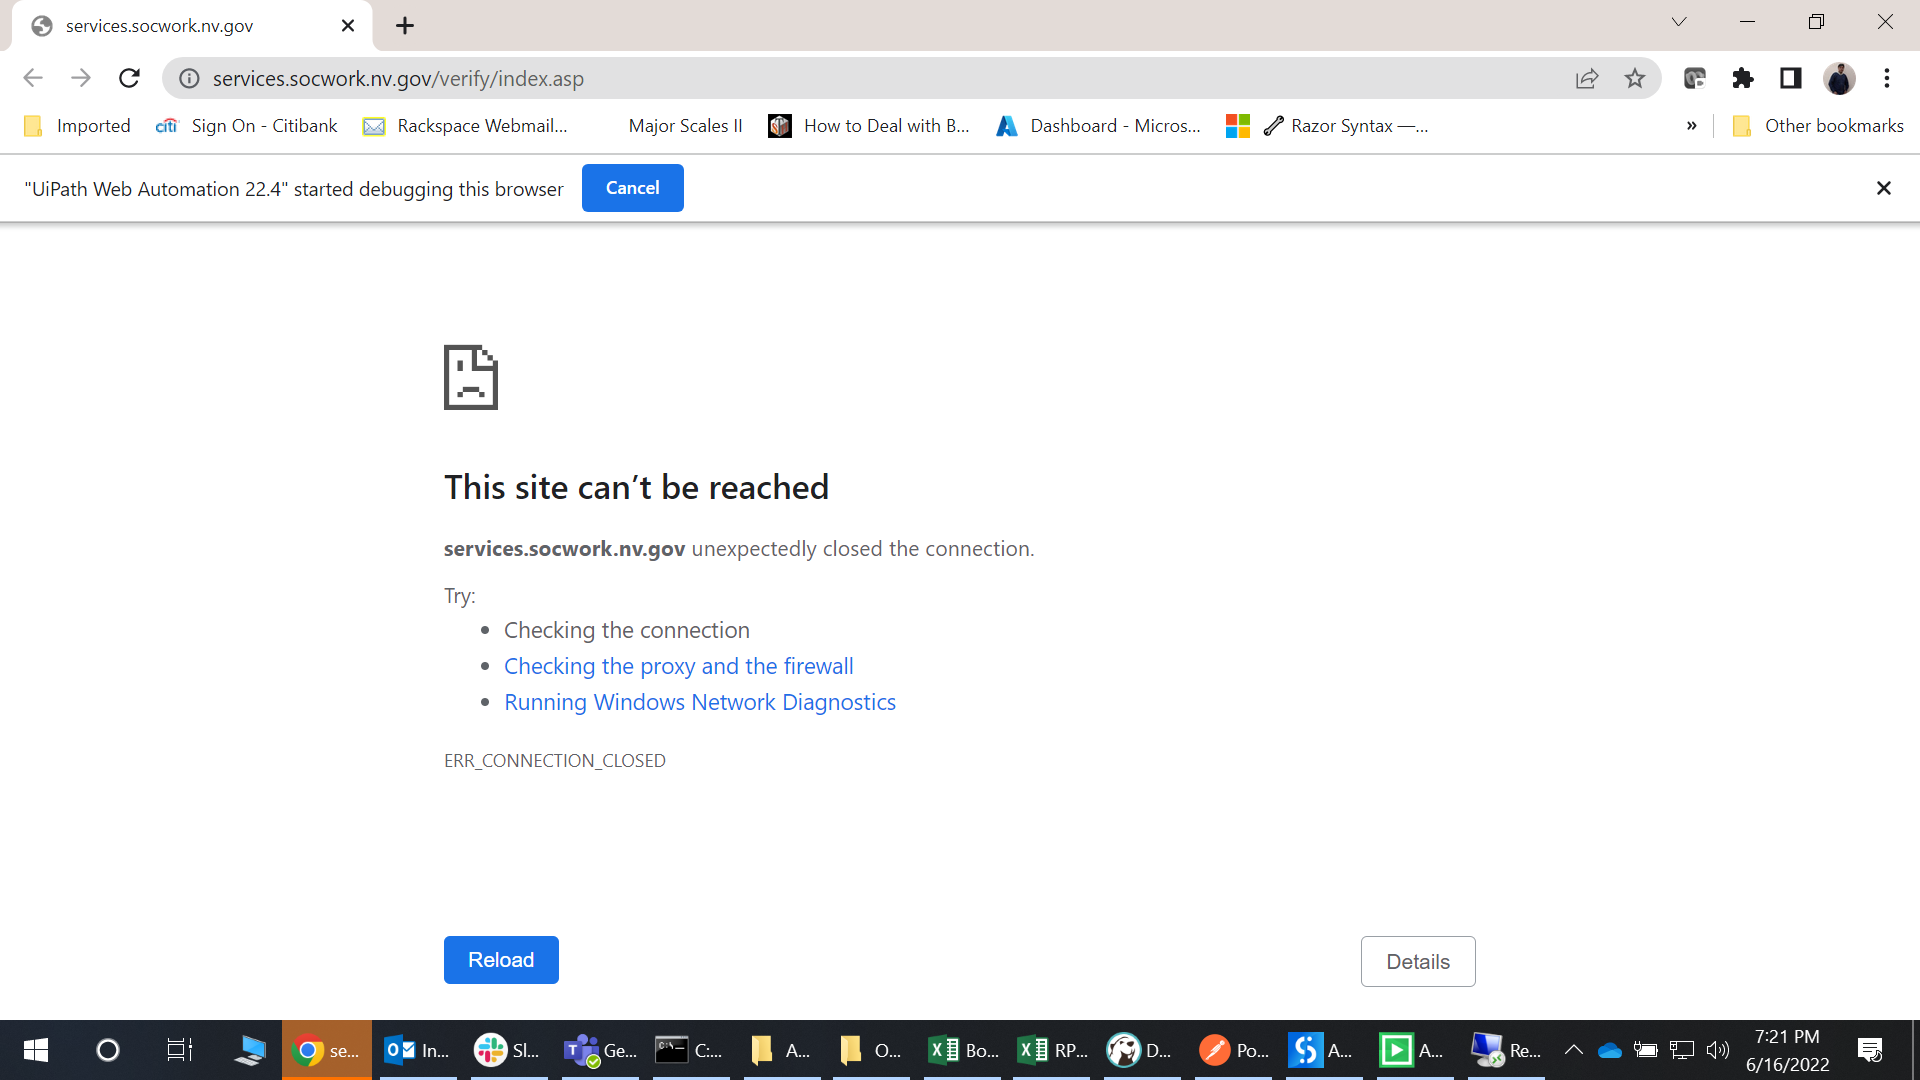 services.socwork.nv.gov
services.socwork.nv.gov/verify/index.asp
Imported
citi Sign On - Citibank
Rackspace Webmail...
Major Scales II
How to Deal with B...
Dashboard - Micros...
Razor Syntax —...
»
Other bookmarks
"UiPath Web Automation 22.4" started debugging this browser
Cancel
This site can’t be reached
services.socwork.nv.gov unexpectedly closed the connection.
Try:
• Checking the connection
• Checking the proxy and the firewall
• Running Windows Network Diagnostics
ERR_CONNECTION_CLOSED
Reload
Details
se...
In...
Sl...
Ge...
C:...
A...
O...
Bo...
RP...
D...
Po...
A...
A...
Re...
7:21 PM
6/16/2022